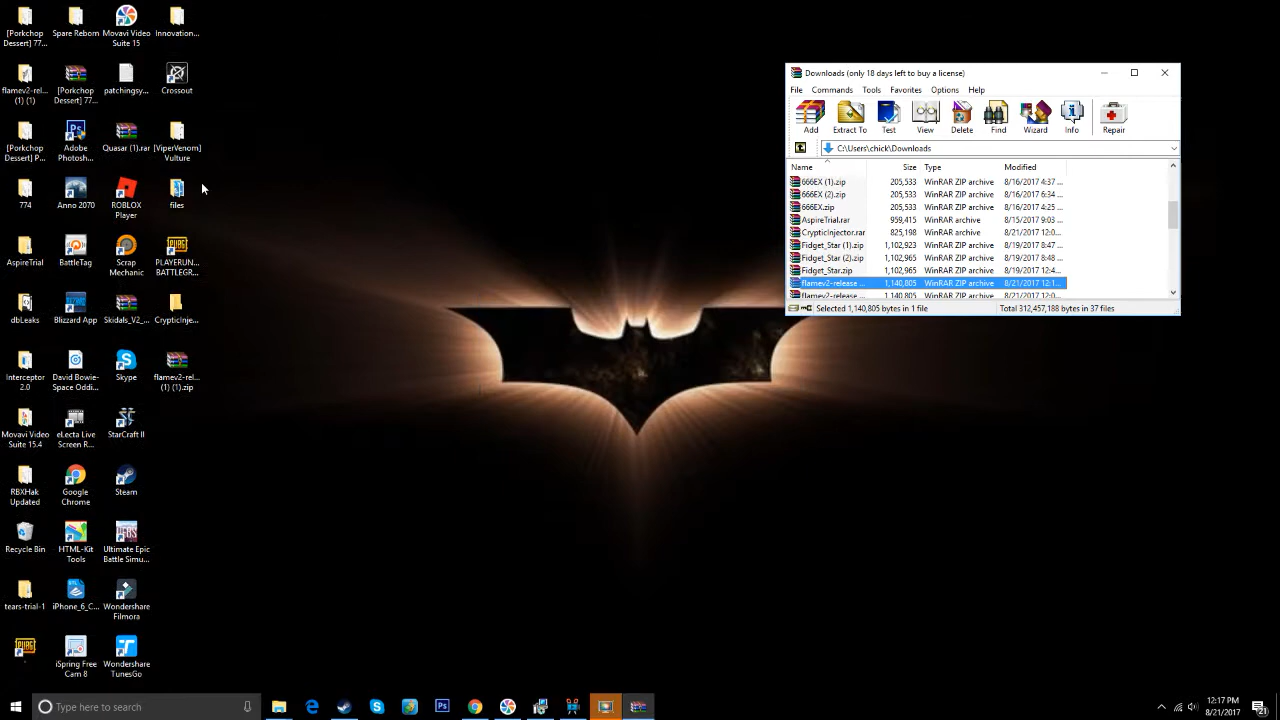 [Porkchop
Dessert] 77...
Spare Reborn
Movavi Video
Suite 15
Innovation...
flamev2-rel...
(1) (1)
[Porkchop
Dessert] 77...
patchingsy...
Crossout
[Porkchop
Dessert] P...
Adobe
Photosh...
Quasar (1).rar
[ViperVenom]
Vulture
774
Anno 2070
ROBLOX
Player
files
AspireTrial
BattleTag
Scrap
Mechanic
PLAYERUN...
BATTLEGR...
dbLeaks
Blizzard App
Skidals_V2_...
CrypticInje...
Interceptor
2.0
David Bowie-
Space Oddi...
Skype
flamev2-rel...
(1) (1).zip
Movavi Video
Suite 15.4
eLecta Live
Screen R...
StarCraft II
RBXHak
Updated
Google
Chrome
Steam
Recycle Bin
HTML-Kit
Tools
Ultimate Epic
Battle Simu...
tears-trial-1
iPhone_6_C...
Wondershare
Filmora
.
iSpring Free
Cam 8
Wondershare
TunesGo
Downloads (only 18 days left to buy a license)
File Commands Tools Favorites Options Help
Add Extract To Test View Delete Find Wizard Info Repair
C:\Users\chick\Downloads
Name Size Type Modified
666EX (1).zip 205,533 WinRAR ZIP archive 8/16/2017 4:37 ...
666EX (2).zip 205,533 WinRAR ZIP archive 8/16/2017 6:34 ...
666EX.zip 205,533 WinRAR ZIP archive 8/16/2017 4:25 ...
AspireTrial.rar 959,415 WinRAR archive 8/15/2017 9:03 ...
CrypticInjector.rar 825,198 WinRAR archive 8/21/2017 12:0...
Fidget_Star (1).zip 1,102,923 WinRAR ZIP archive 8/19/2017 8:47 ...
Fidget_Star (2).zip 1,102,965 WinRAR ZIP archive 8/19/2017 8:48 ...
Fidget_Star.zip 1,102,965 WinRAR ZIP archive 8/19/2017 12:4...
flamev2-release ... 1,140,805 WinRAR ZIP archive 8/21/2017 12:1...
flamev2-release ... 1,140,805 WinRAR ZIP archive 8/21/2017 12:0...
Selected 1,140,805 bytes in 1 file Total 312,457,188 bytes in 37 files
Type here to search
12:17 PM
8/21/2017